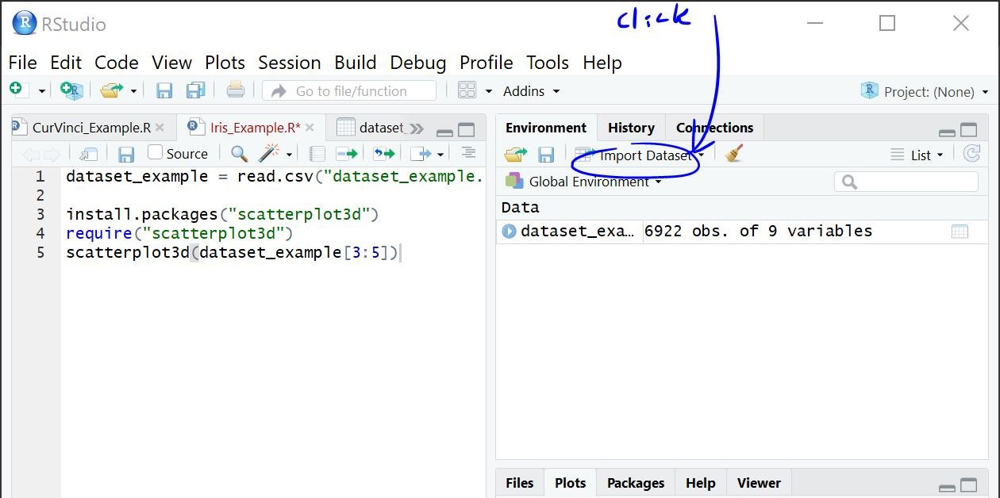 RStudio
click
File Edit Code View Plots Session Build Debug Profile Tools Help
Go to file/function Addins Project: (None)
CurVinci_Example.R Iris_Example.R* dataset_
Source
1 dataset_example = read.csv("dataset_example.
2
3 install.packages("scatterplot3d")
4 require("scatterplot3d")
5 scatterplot3d(dataset_example[3:5])
Environment History Connections
Import Dataset List
Global Environment
Data
dataset_exa… 6922 obs. of 9 variables
Files Plots Packages Help Viewer